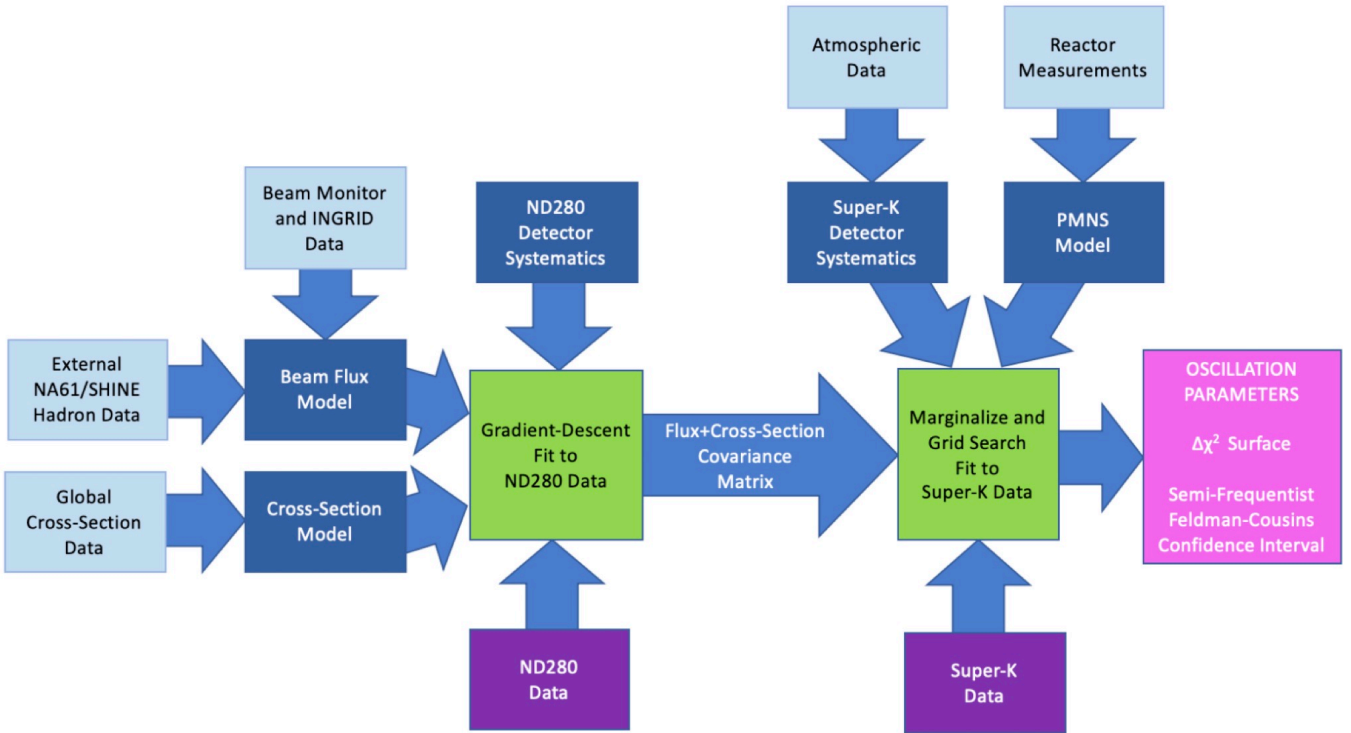 Atmospheric
Data
Reactor
Measurements
Beam Monitor
and INGRID
Data
ND280
Detector
Systematics
Super-K
Detector
Systematics
PMNS
Model
External
NA61/SHINE
Hadron Data
Beam Flux
Model
Gradient-Descent
Fit to
ND280 Data
Flux+Cross-Section
Covariance
Matrix
Marginalize and
Grid Search
Fit to
Super-K Data
OSCILLATION
PARAMETERS
Δχ² Surface
Semi-Frequentist
Feldman-Cousins
Confidence Interval
Global
Cross-Section
Data
Cross-Section
Model
ND280
Data
Super-K
Data